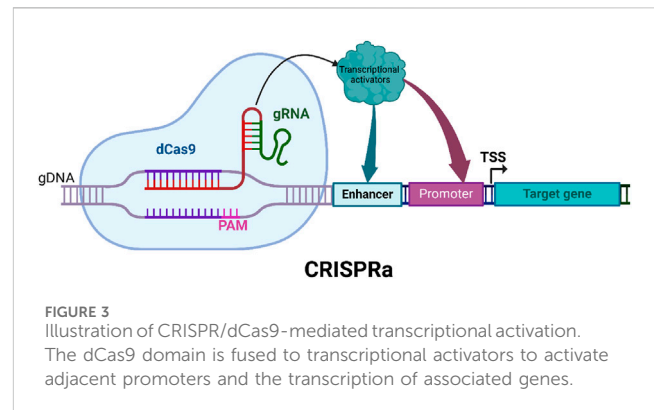 Transcriptional
activators
gRNA
dCas9
TSS
gDNA
Enhancer
Promoter
Target gene
PAM
CRISPRa
FIGURE 3
Illustration of CRISPR/dCas9-mediated transcriptional activation.
The dCas9 domain is fused to transcriptional activators to activate
adjacent promoters and the transcription of associated genes.